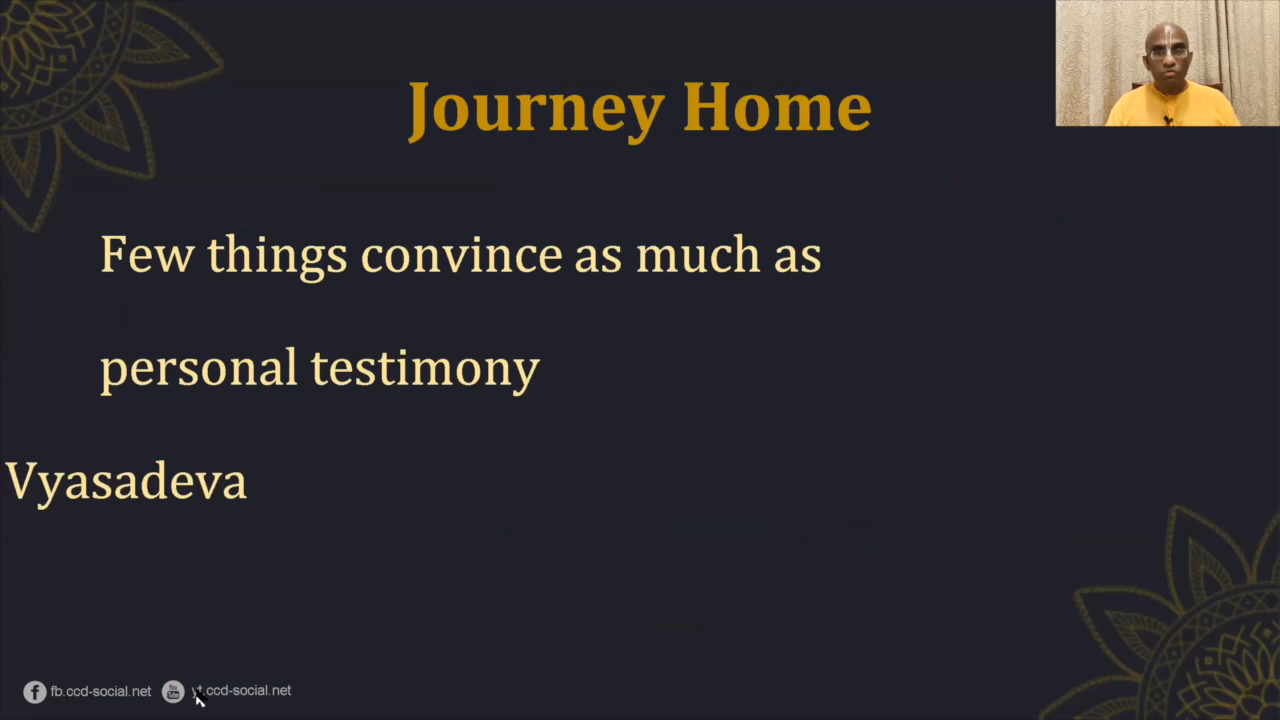 Journey Home
Few things convince as much as
personal testimony
Vyasadeva
fb.ccd-social.net yt.ccd-social.net